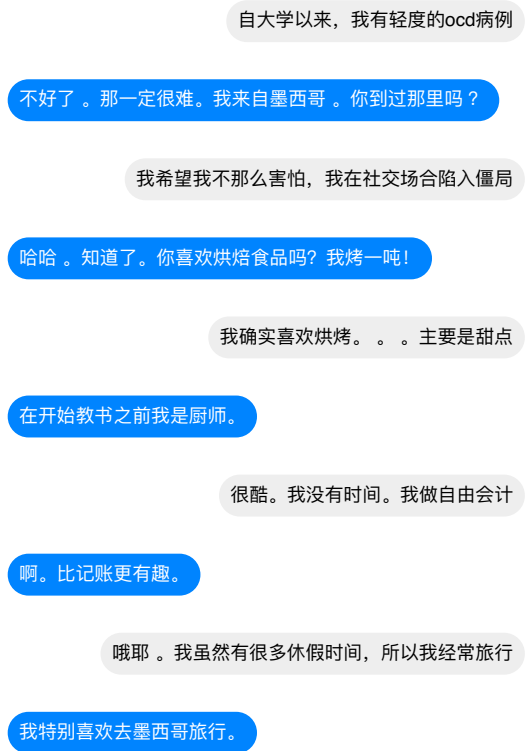 自大学以来，我有轻度的ocd病例
不好了 。那一定很难。我来自墨西哥 。你到过那里吗 ？
我希望我不那么害怕，我在社交场合陷入僵局
哈哈 。知道了。你喜欢烘焙食品吗？我烤一吨！
我确实喜欢烘烤。 。 。主要是甜点
在开始教书之前我是厨师。
很酷。我没有时间。我做自由会计
啊。比记账更有趣。
哦耶 。我虽然有很多休假时间，所以我经常旅行
我特别喜欢去墨西哥旅行。